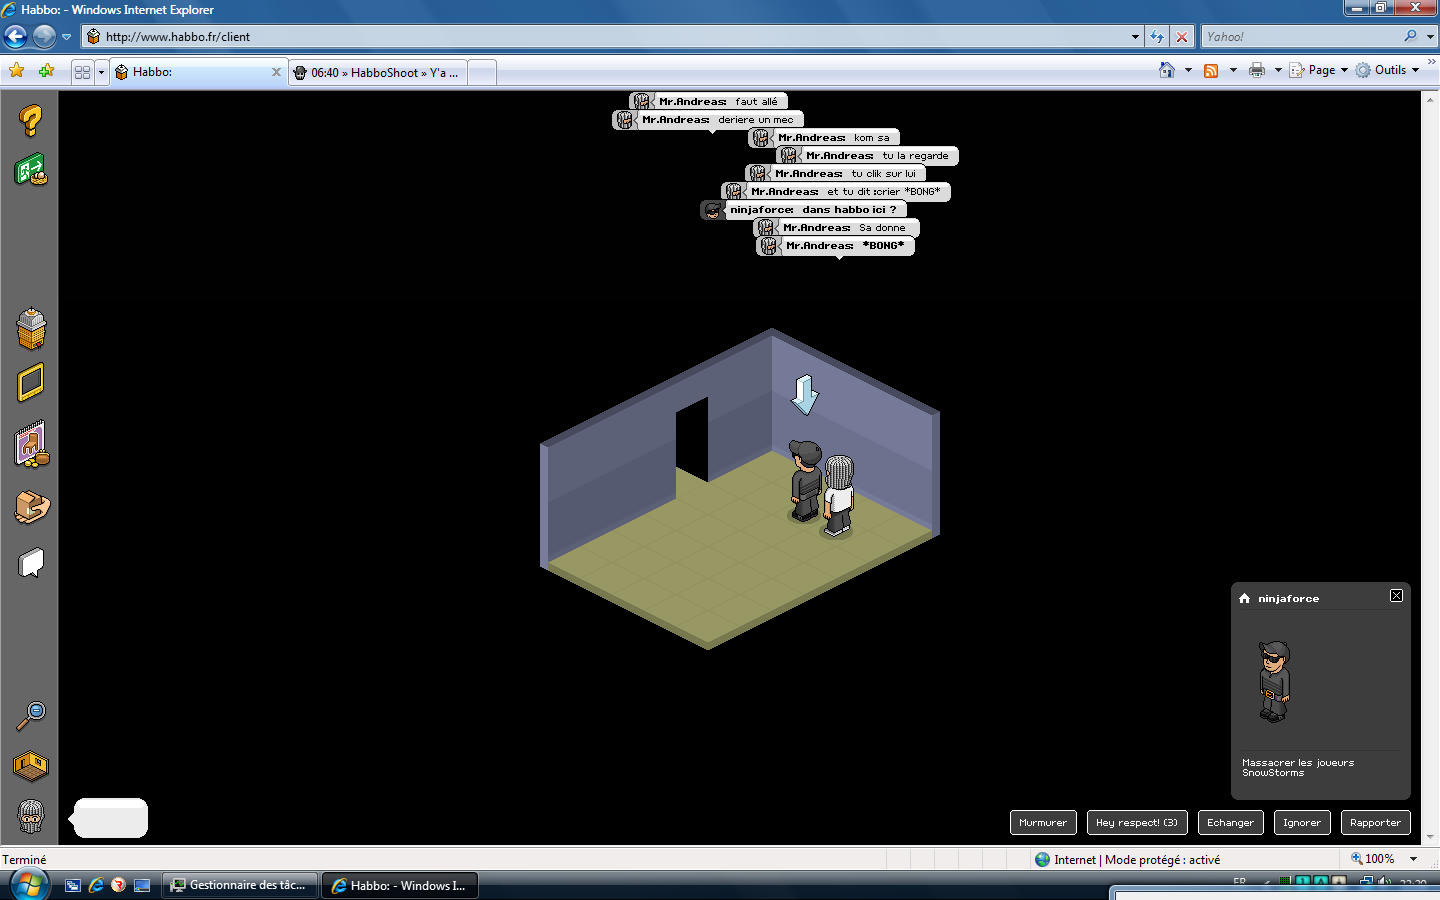 Habbo: - Windows Internet Explorer
http://www.habbo.fr/client
Yahoo!
Habbo:
06:40 » HabboShoot » Y'a ...
Page
Outils
Mr.Andreas: faut allé
Mr.Andreas: deriere un mec
Mr.Andreas: kom sa
Mr.Andreas: tu la regarde
Mr.Andreas: tu clik sur lui
Mr.Andreas: et tu dit :crier *BONG*
ninjaforce: dans habbo ici ?
Mr.Andreas: Sa donne
Mr.Andreas: *BONG*
ninjaforce
Massacrer les joueurs
SnowStorms
Murmurer
Hey respect! (3)
Echanger
Ignorer
Rapporter
Terminé
Internet | Mode protégé : activé
100%
Gestionnaire des tâc...
Habbo: - Windows I...
FR